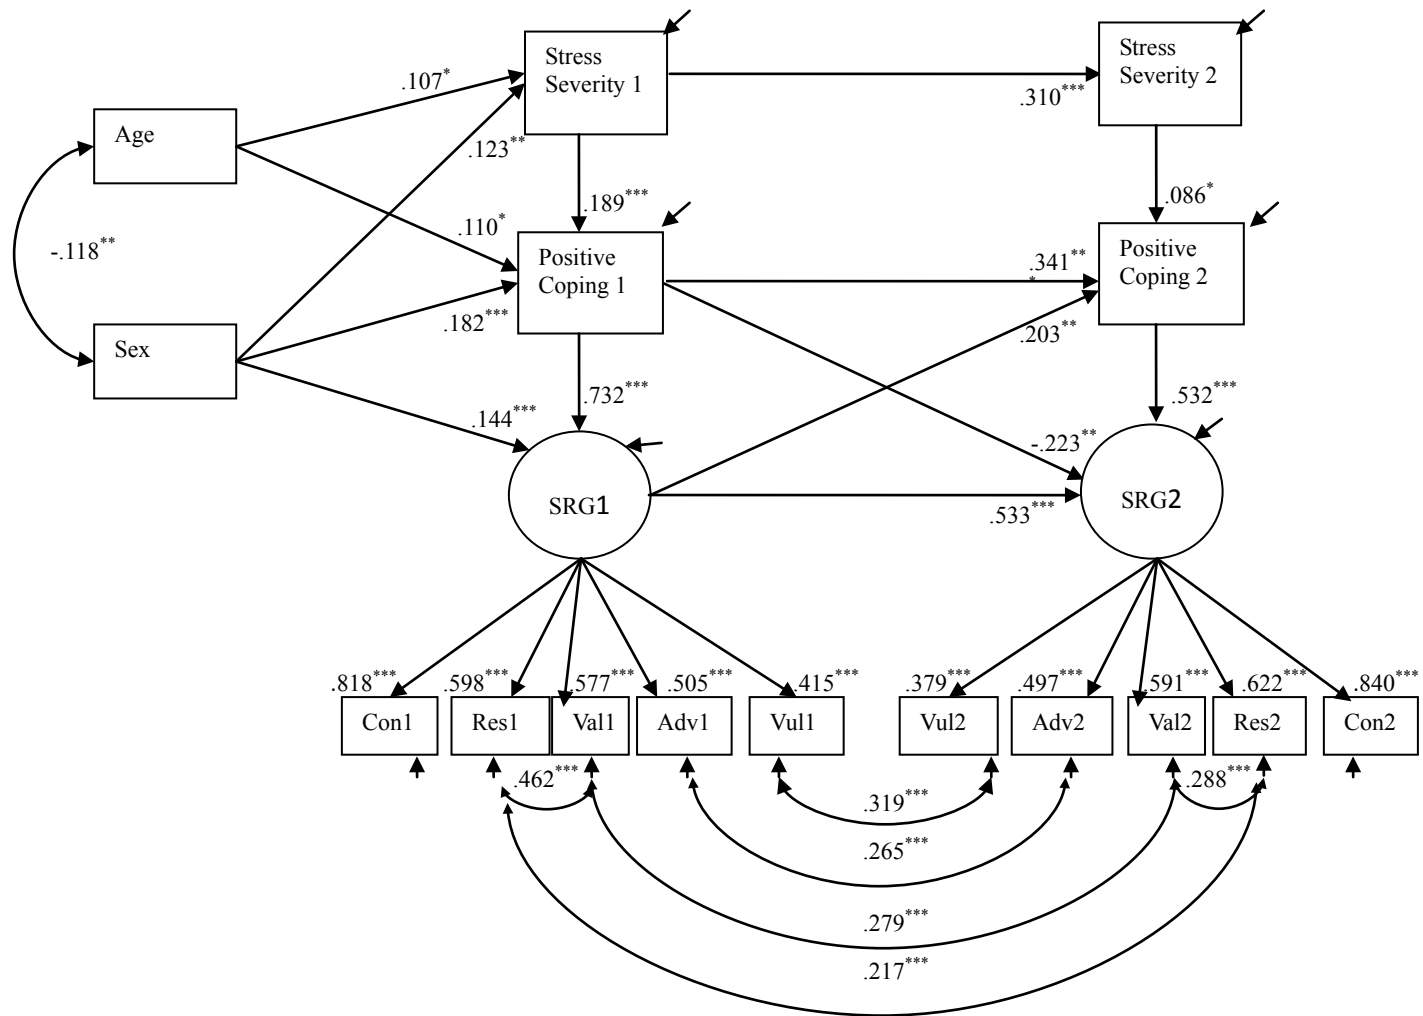 Stress
Severity 1
Stress
Severity 2
.107*
.310***
Age
.123**
.189***
.086*
-.118**
.110*
Positive
Coping 1
.341**
*
Positive
Coping 2
.182***
.203**
Sex
.144***
.732***
.532***
-.223**
SRG1
.533***
SRG2
.818***
.598***
.577***
.505***
.415***
.379***
.497***
.591***
.622***
.840***
Con1
Res1
Val1
Adv1
Vul1
Vul2
Adv2
Val2
Res2
Con2
.462***
.288***
.319***
.265***
.279***
.217***